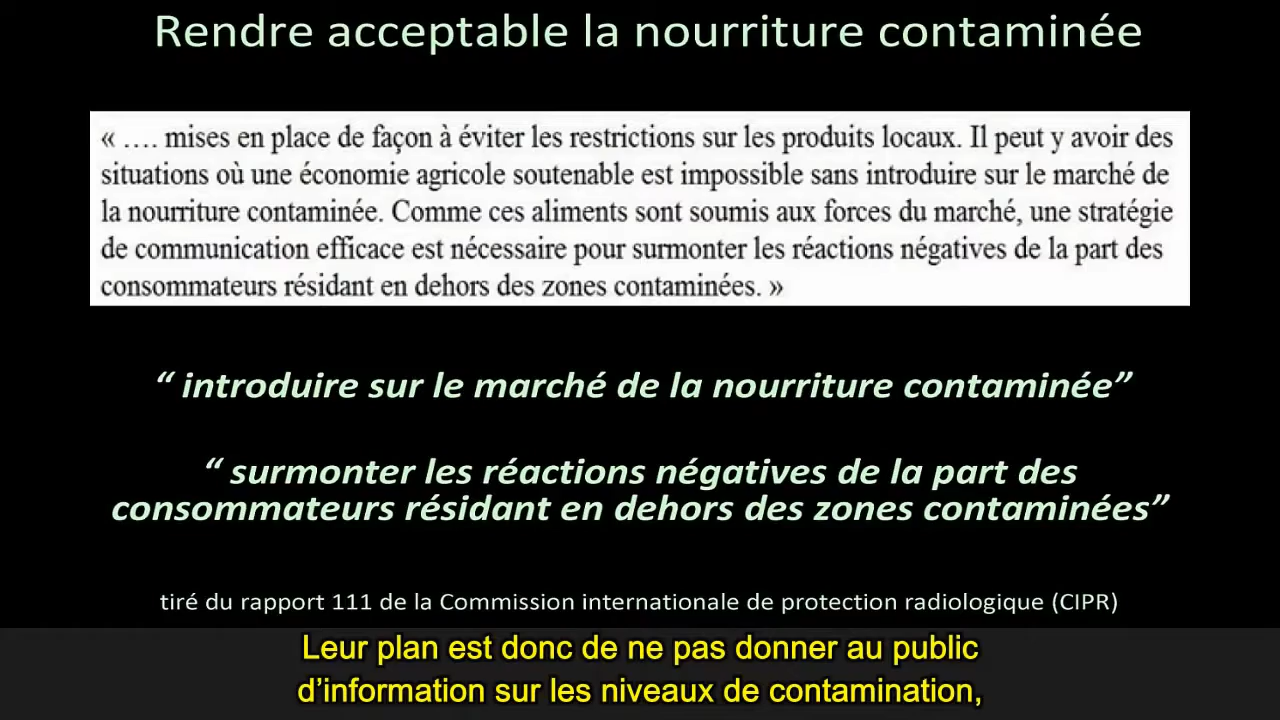 Rendre acceptable la nourriture contaminée
« …. mises en place de façon à éviter les restrictions sur les produits locaux. Il peut y avoir des
situations où une économie agricole soutenable est impossible sans introduire sur le marché de
la nourriture contaminée. Comme ces aliments sont soumis aux forces du marché, une stratégie
de communication efficace est nécessaire pour surmonter les réactions négatives de la part des
consommateurs résidant en dehors des zones contaminées. »
“ introduire sur le marché de la nourriture contaminée”
“ surmonter les réactions négatives de la part des
consommateurs résidant en dehors des zones contaminées”
tiré du rapport 111 de la Commission internationale de protection radiologique (CIPR)
Leur plan est donc de ne pas donner au public
d’information sur les niveaux de contamination,